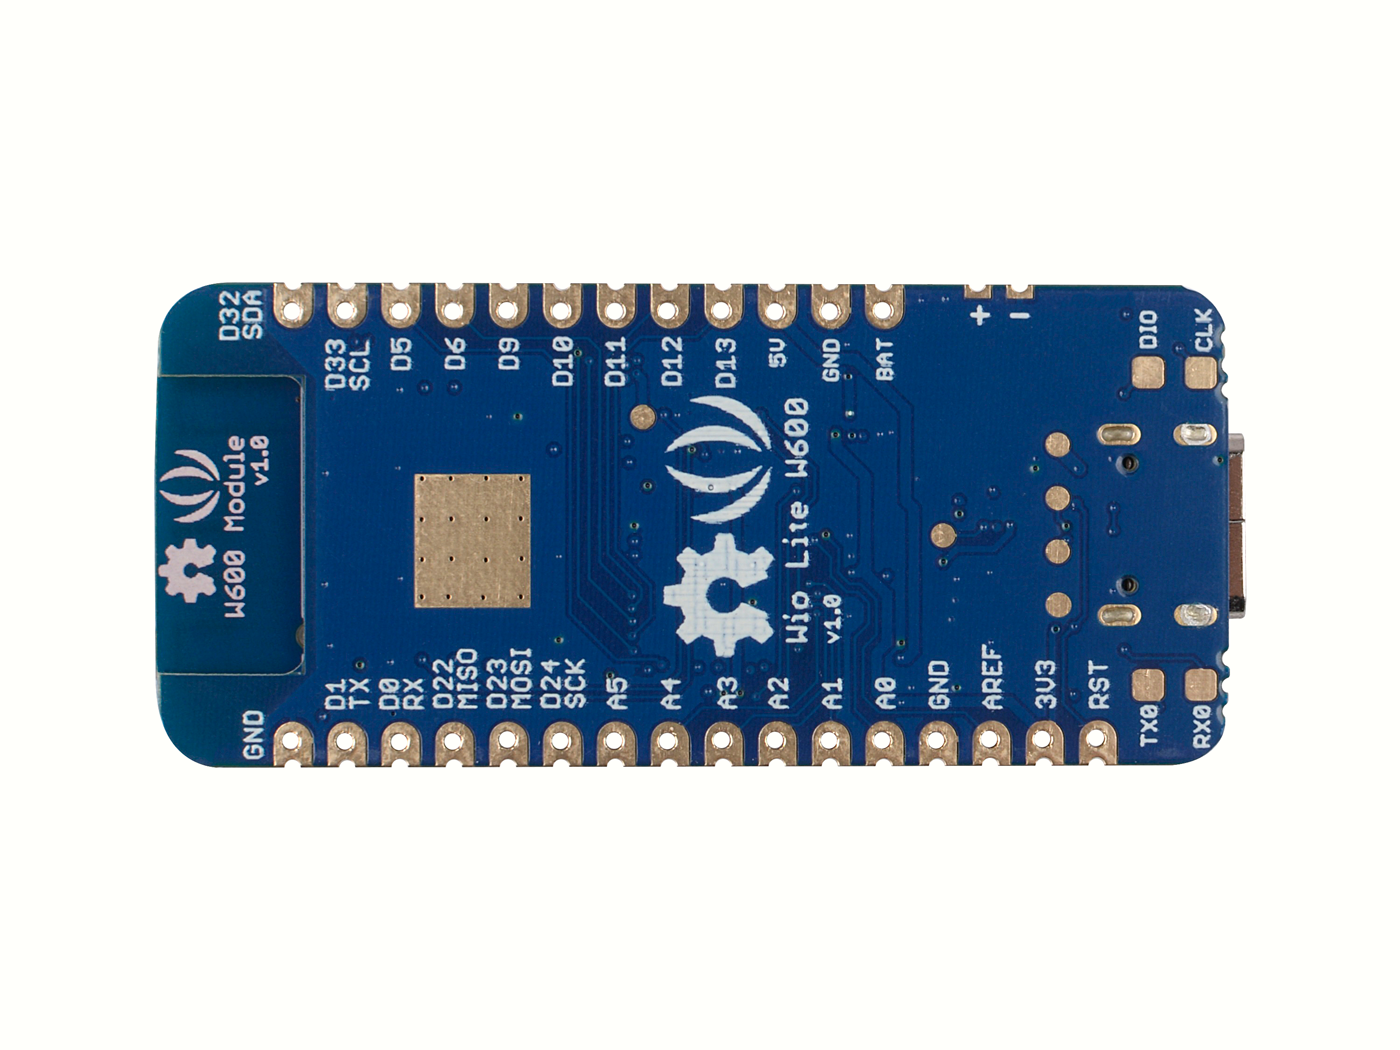 D32
SDA
D33
SCL
D5
D6
D9
D10
D11
D12
D13
5V
GND
BAT
+
-
DIO
CLK
W600 Module
v1.0
Wio Lite W600
v1.0
GND
D1
TX
D0
RX
D22
MISO
D23
MOSI
D24
SCK
A5
A4
A3
A2
A1
A0
GND
AREF
3V3
RST
TX0
RX0